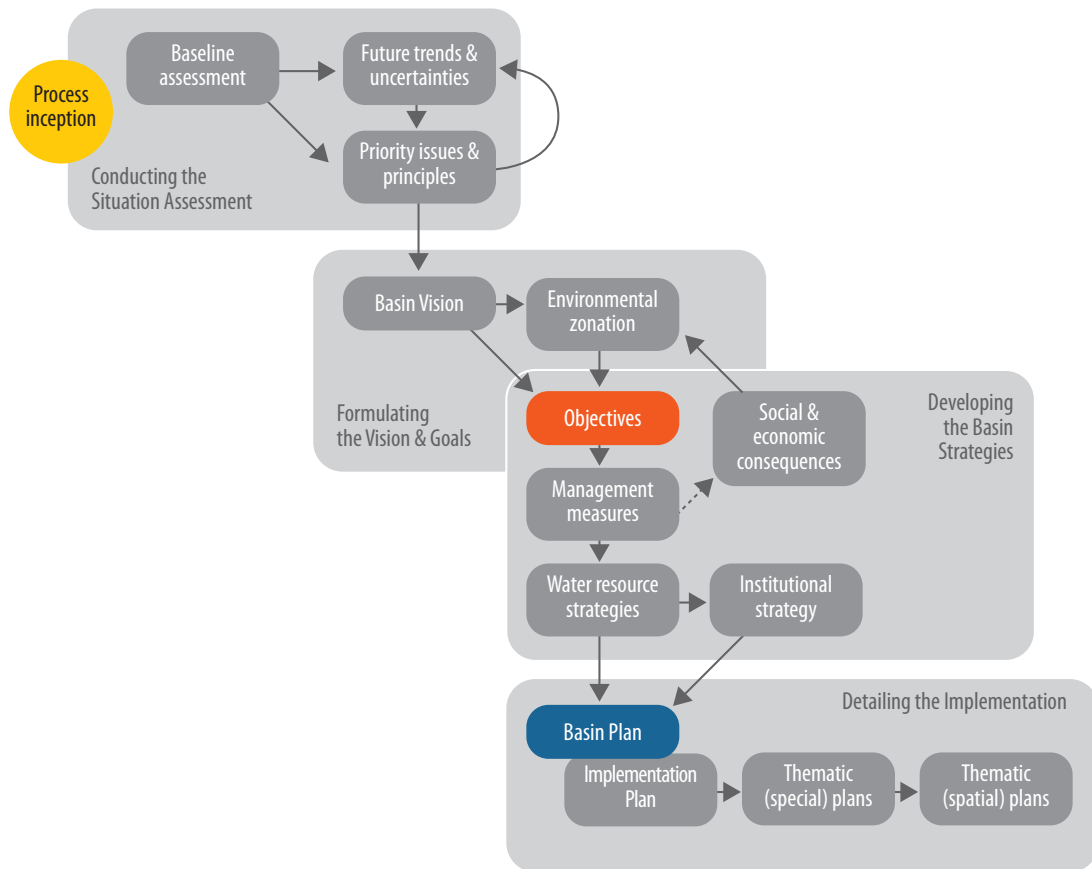 Process
inception
Baseline
assessment
Future trends &
uncertainties
Priority issues &
principles
Conducting the
Situation Assessment
Basin Vision
Environmental
zonation
Formulating
the Vision & Goals
Objectives
Social &
economic
consequences
Developing
the Basin
Strategies
Management
measures
Water resource
strategies
Institutional
strategy
Detailing the Implementation
Basin Plan
Implementation
Plan
Thematic
(special) plans
Thematic
(spatial) plans